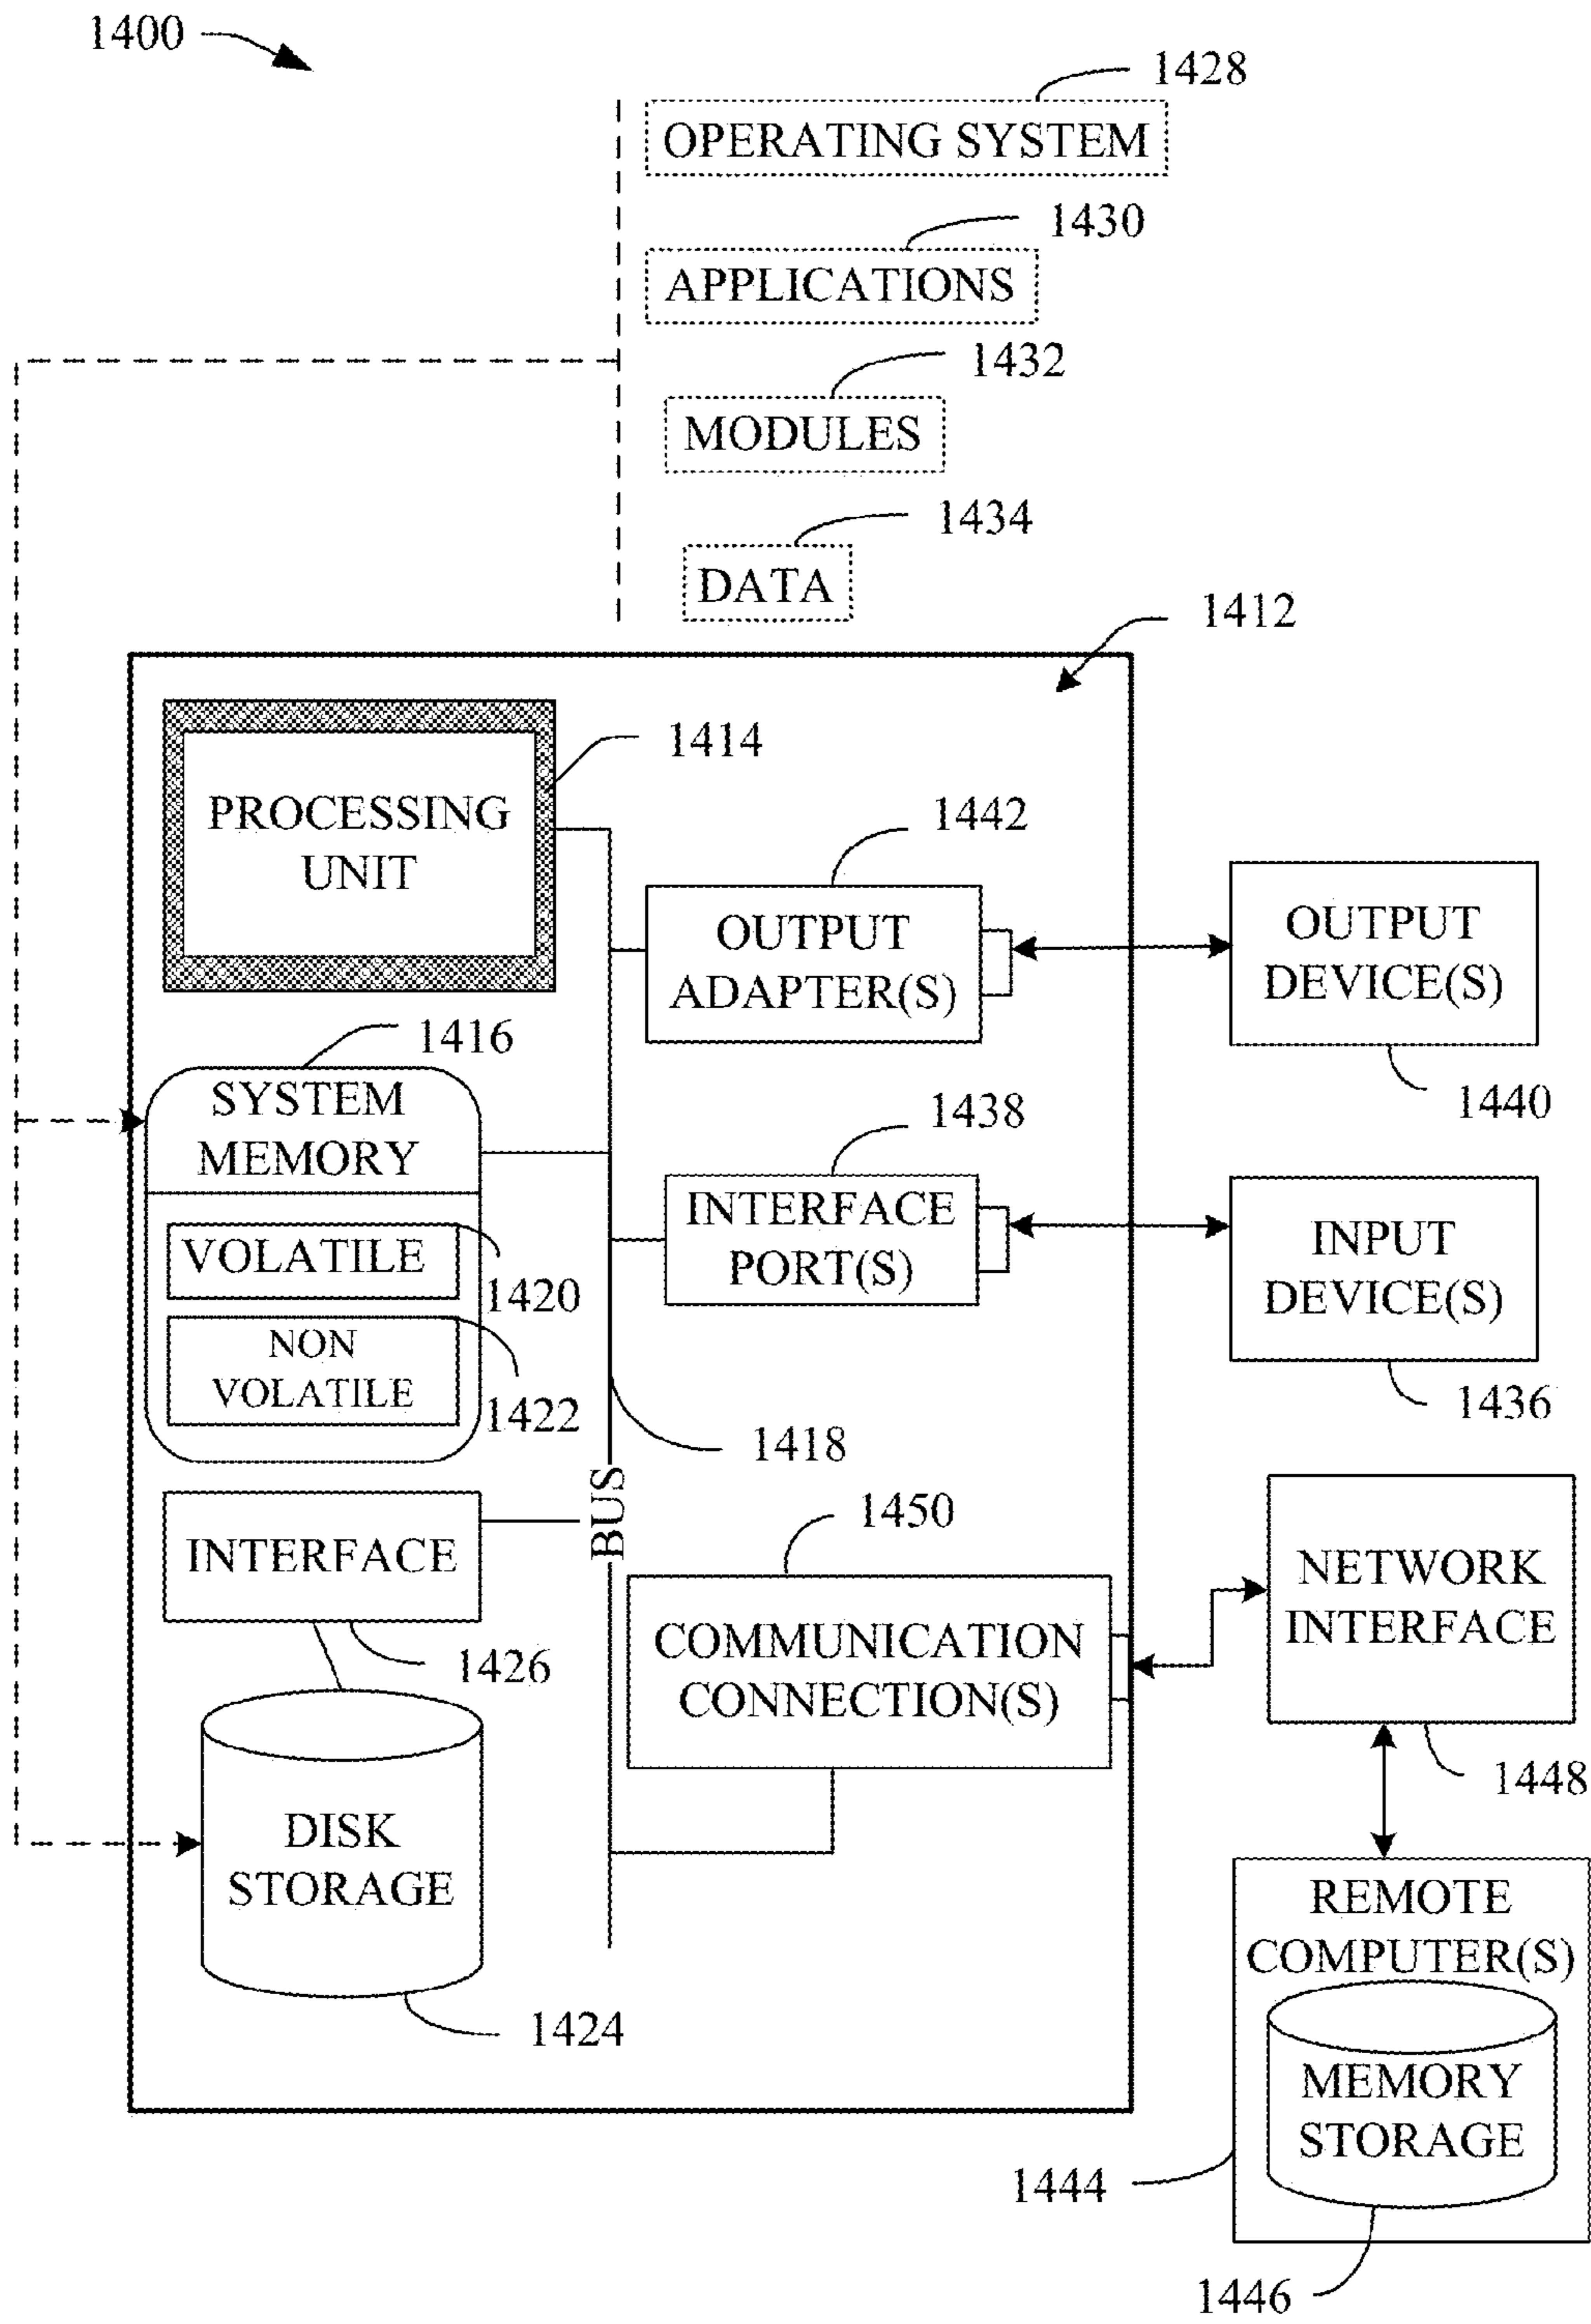 1400
1428
OPERATING SYSTEM
1430
APPLICATIONS
1432
MODULES
1434
DATA
1412
1414
PROCESSING
UNIT
1442
OUTPUT
ADAPTER(S)
OUTPUT
DEVICE(S)
1440
1416
SYSTEM
MEMORY
VOLATILE
1420
NON
VOLATILE
1422
1438
INTERFACE
PORT(S)
INPUT
DEVICE(S)
1436
1418
BUS
INTERFACE
1426
1450
COMMUNICATION
CONNECTION(S)
NETWORK
INTERFACE
1448
DISK
STORAGE
1424
REMOTE
COMPUTER(S)
MEMORY
STORAGE
1444
1446